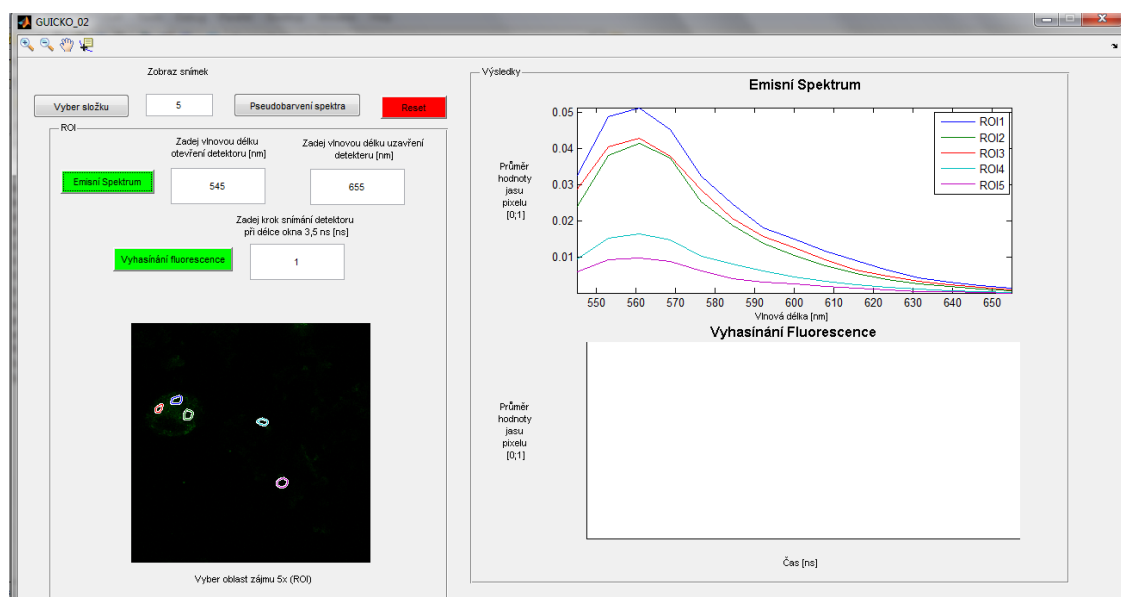 GUICKO_02
Zobraz snímek
Vyber složku
5
Pseudobarvení spektra
Reset
ROI
Zadej vlnovou délku
otevření detektoru [nm]
Zadej vlnovou délku uzavření
detekteru [nm]
Emisní Spektrum
545
655
Zadej krok snímání detektoru
při délce okna 3,5 ns [ns]
Vyhasínání fluorescence
1
Vyber oblast zájmu 5x (ROI)
Výsledky
Emisní Spektrum
Průměr
hodnoty
jasu
pixelu
[0;1]
0.05
0.04
0.03
0.02
0.01
ROI1
ROI2
ROI3
ROI4
ROI5
550 560 570 580 590 600 610 620 630 640 650
Vlnová délka [nm]
Vyhasínání Fluorescence
Průměr
hodnoty
jasu
pixelu
[0;1]
Čas [ns]